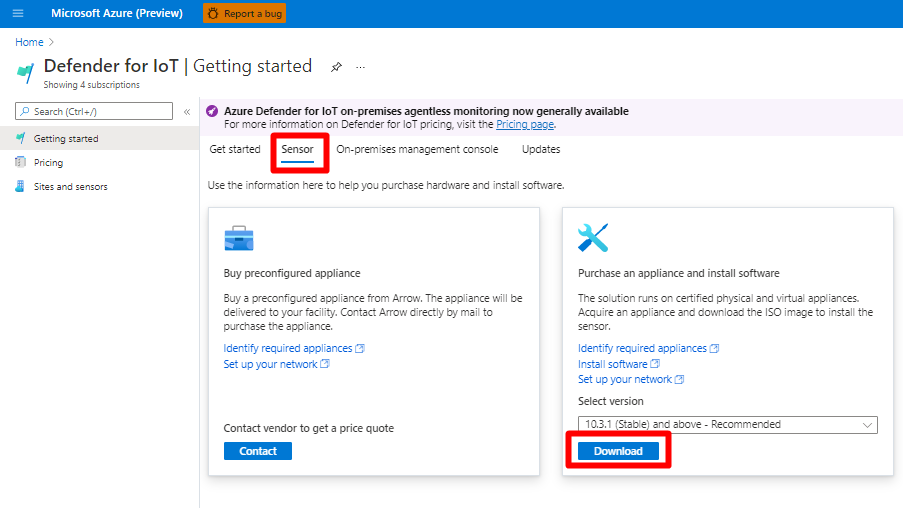 Microsoft Azure (Preview)
Report a bug
Home
Defender for IoT | Getting started
...
Showing 4 subscriptions
Search (Ctrl+/)
«
Getting started
Pricing
Sites and sensors
Azure Defender for IoT on-premises agentless monitoring now generally available
For more information on Defender for IoT pricing, visit the Pricing page.
Get started
Sensor
On-premises management console
Updates
Use the information here to help you purchase hardware and install software.
Buy preconfigured appliance
Buy a preconfigured appliance from Arrow. The appliance will be
delivered to your facility. Contact Arrow directly by mail to
purchase the appliance.
Identify required appliances
Set up your network
Contact vendor to get a price quote
Contact
Purchase an appliance and install software
The solution runs on certified physical and virtual appliances.
Acquire an appliance and download the ISO image to install the
sensor.
Identify required appliances
Install software
Set up your network
Select version
10.3.1 (Stable) and above - Recommended
Download